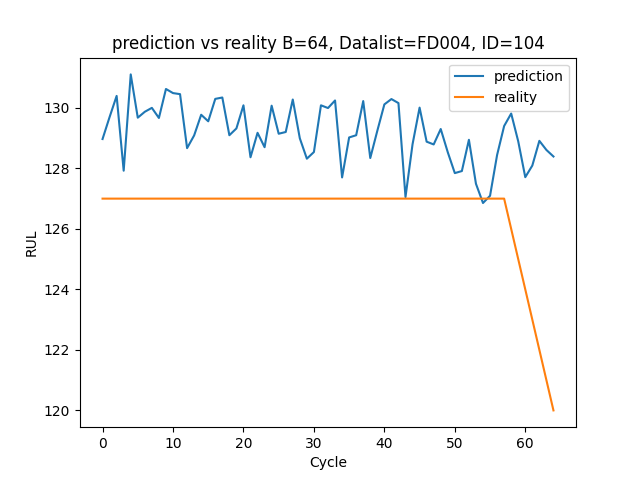 prediction vs reality B=64, Datalist=FD004, ID=104
prediction
reality
130
128
126
124
122
120
RUL
0 10 20 30 40 50 60
Cycle